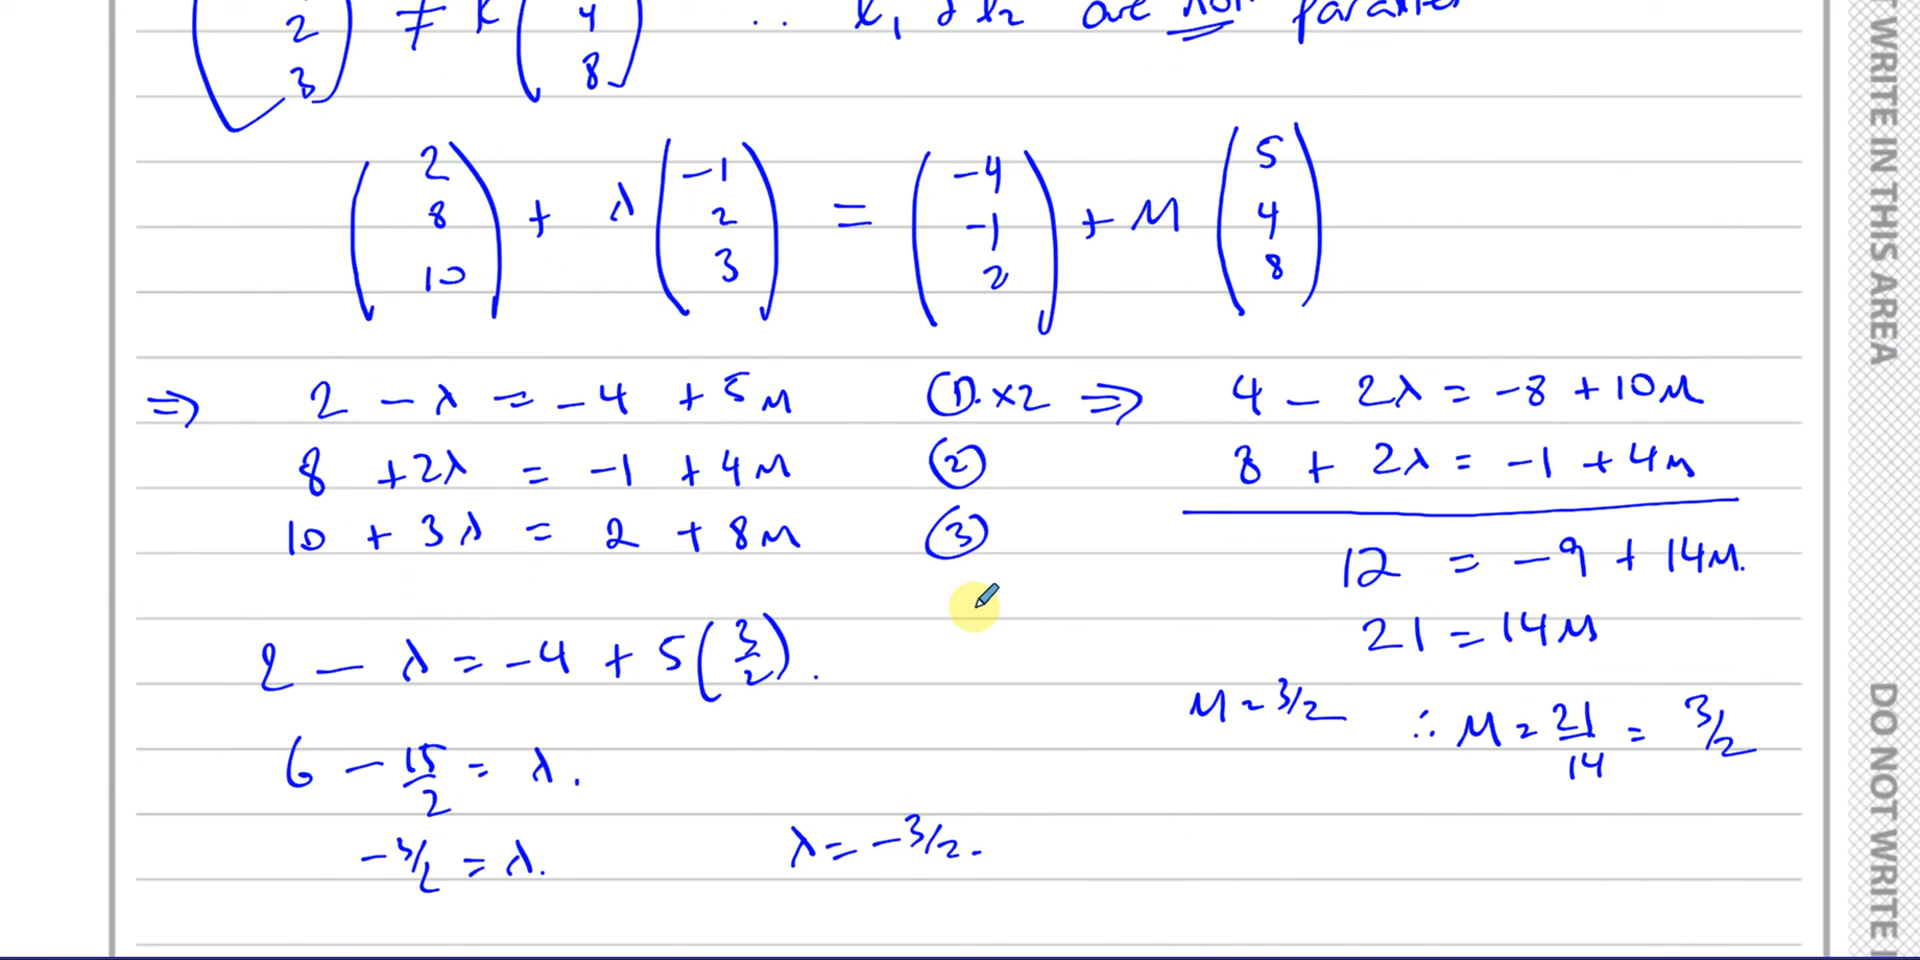 2 ≠ k 4 ∴ l₁ & l₂ are non parallel
3 8
(2 8 10) + λ (-1 2 3) = (-4 -1 2) + μ (5 4 8)
⇒ 2 - λ = -4 + 5μ ① ×2 ⇒ 4 - 2λ = -8 + 10μ
8 + 2λ = -1 + 4μ ② 8 + 2λ = -1 + 4μ
10 + 3λ = 2 + 8μ ③
12 = -9 + 14μ.
21 = 14μ
2 - λ = -4 + 5(3/2).
μ = 3/2 ∴ μ = 21/14 = 3/2
6 - 15/2 = λ.
-3/2 = λ. λ = -3/2.
T WRITE IN THIS AREA
DO NOT WRITE I